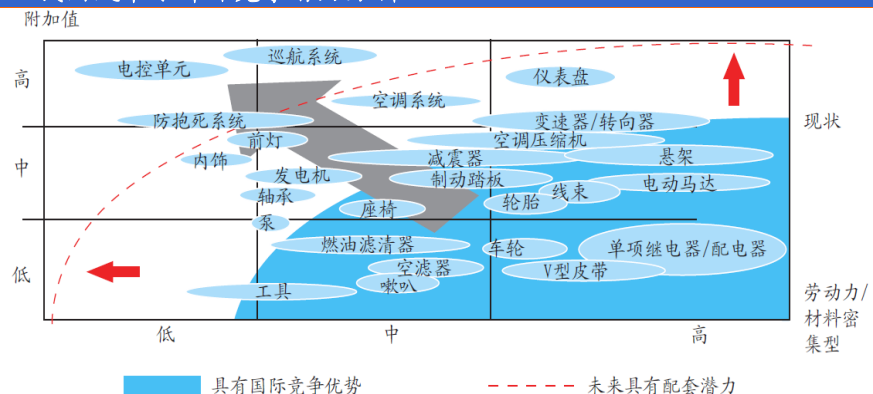 附加值
高
中
低
电控单元
巡航系统
仪表盘
空调系统
防抱死系统
变速器/转向器
现状
前灯
空调压缩机
内饰
减震器
悬架
发电机
制动踏板
电动马达
轴承
线束
座椅
轮胎
泵
燃油滤清器
车轮
单项继电器/配电器
空滤器
V型皮带
喇叭
工具
劳动力/
材料密
集型
低
中
高
具有国际竞争优势
未来具有配套潜力